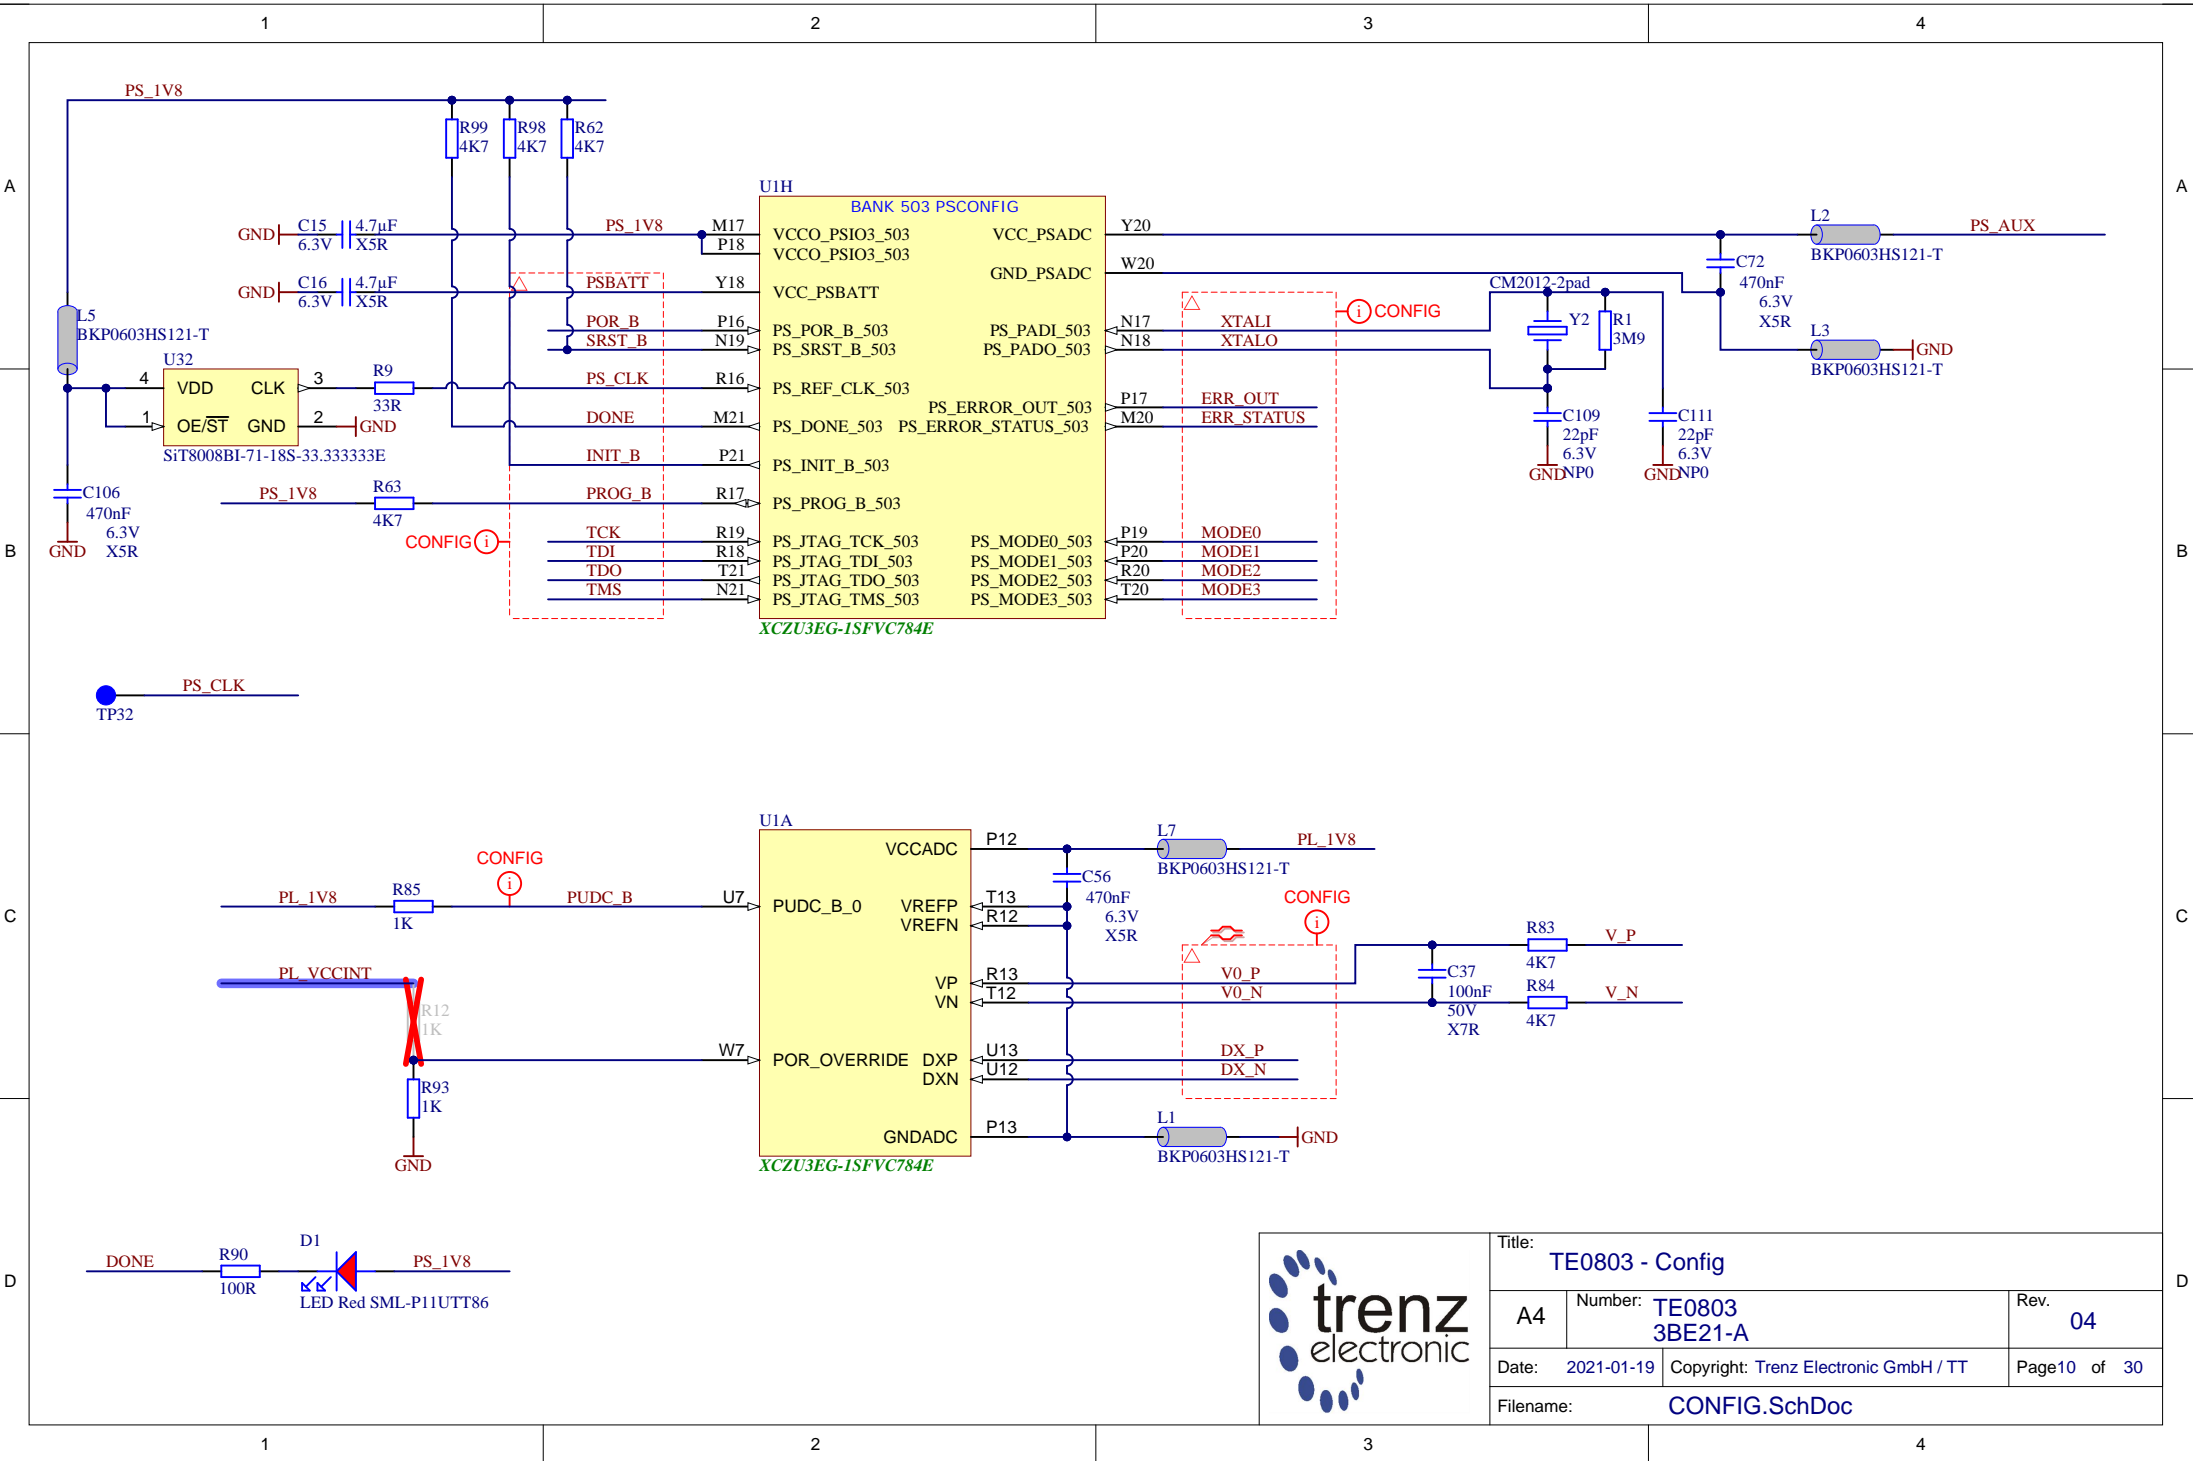 1 2 3 4
PS_1V8
R99 R98 R62
4K7 4K7 4K7
A A
U1H
BANK 503 PSCONFIG
C15 4.7µF PS_1V8 M17 VCCO_PSIO3_503 VCC_PSADC Y20 L2 PS_AUX
GND 6.3V X5R P18 VCCO_PSIO3_503 BKP0603HS121-T
GND_PSADC W20 C72
470nF
6.3V
X5R
C16 4.7µF PSBATT Y18 VCC_PSBATT CM2012-2pad
GND 6.3V X5R
i CONFIG
L5
BKP0603HS121-T
POR_B P16 PS_POR_B_503 PS_PADI_503 N17 XTALI Y2 R1 L3 GND
SRST_B N19 PS_SRST_B_503 PS_PADO_503 N18 XTALO 3M9 BKP0603HS121-T
U32
4 VDD CLK 3 R9 PS_CLK R16 PS_REF_CLK_503
33R
PS_ERROR_OUT_503 P17 ERR_OUT C109 C111
1 OE/ST GND 2 GND DONE M21 PS_DONE_503 PS_ERROR_STATUS_503 M20 ERR_STATUS 22pF 22pF
SiT8008BI-71-18S-33.333333E 6.3V 6.3V
INIT_B P21 PS_INIT_B_503 GND NP0 GND NP0
C106 PS_1V8 R63 PROG_B R17 PS_PROG_B_503
470nF 4K7
6.3V
GND X5R
CONFIG i
B B
TCK R19 PS_JTAG_TCK_503 PS_MODE0_503 P19 MODE0
TDI R18 PS_JTAG_TDI_503 PS_MODE1_503 P20 MODE1
TDO T21 PS_JTAG_TDO_503 PS_MODE2_503 R20 MODE2
TMS N21 PS_JTAG_TMS_503 PS_MODE3_503 T20 MODE3
XCZU3EG-1SFVC784E
PS_CLK
TP32
U1A
VCCADC P12 L7 PL_1V8
BKP0603HS121-T
C56
470nF
6.3V
X5R
CONFIG
i
PL_1V8 R85 PUDC_B U7 PUDC_B_0 VREFP T13
1K VREFN R12
CONFIG
i
C C
PL_VCCINT VP R13 V0_P R83 V_P
4K7
VN T12 V0_N R84 V_N
4K7
C37
100nF
50V
X7R
R12
1K
W7 POR_OVERRIDE DXP U13 DX_P
DXN U12 DX_N
R93
1K
GND
GNDADC P13 L1 GND
BKP0603HS121-T
XCZU3EG-1SFVC784E
D1
DONE R90 PS_1V8
100R
LED Red SML-P11UTT86
D D
trenz
electronic
Title:
TE0803 - Config
A4 Number: TE0803
3BE21-A
Rev.
04
Date: 2021-01-19 Copyright: Trenz Electronic GmbH / TT Page10 of 30
Filename: CONFIG.SchDoc
1 2 3 4